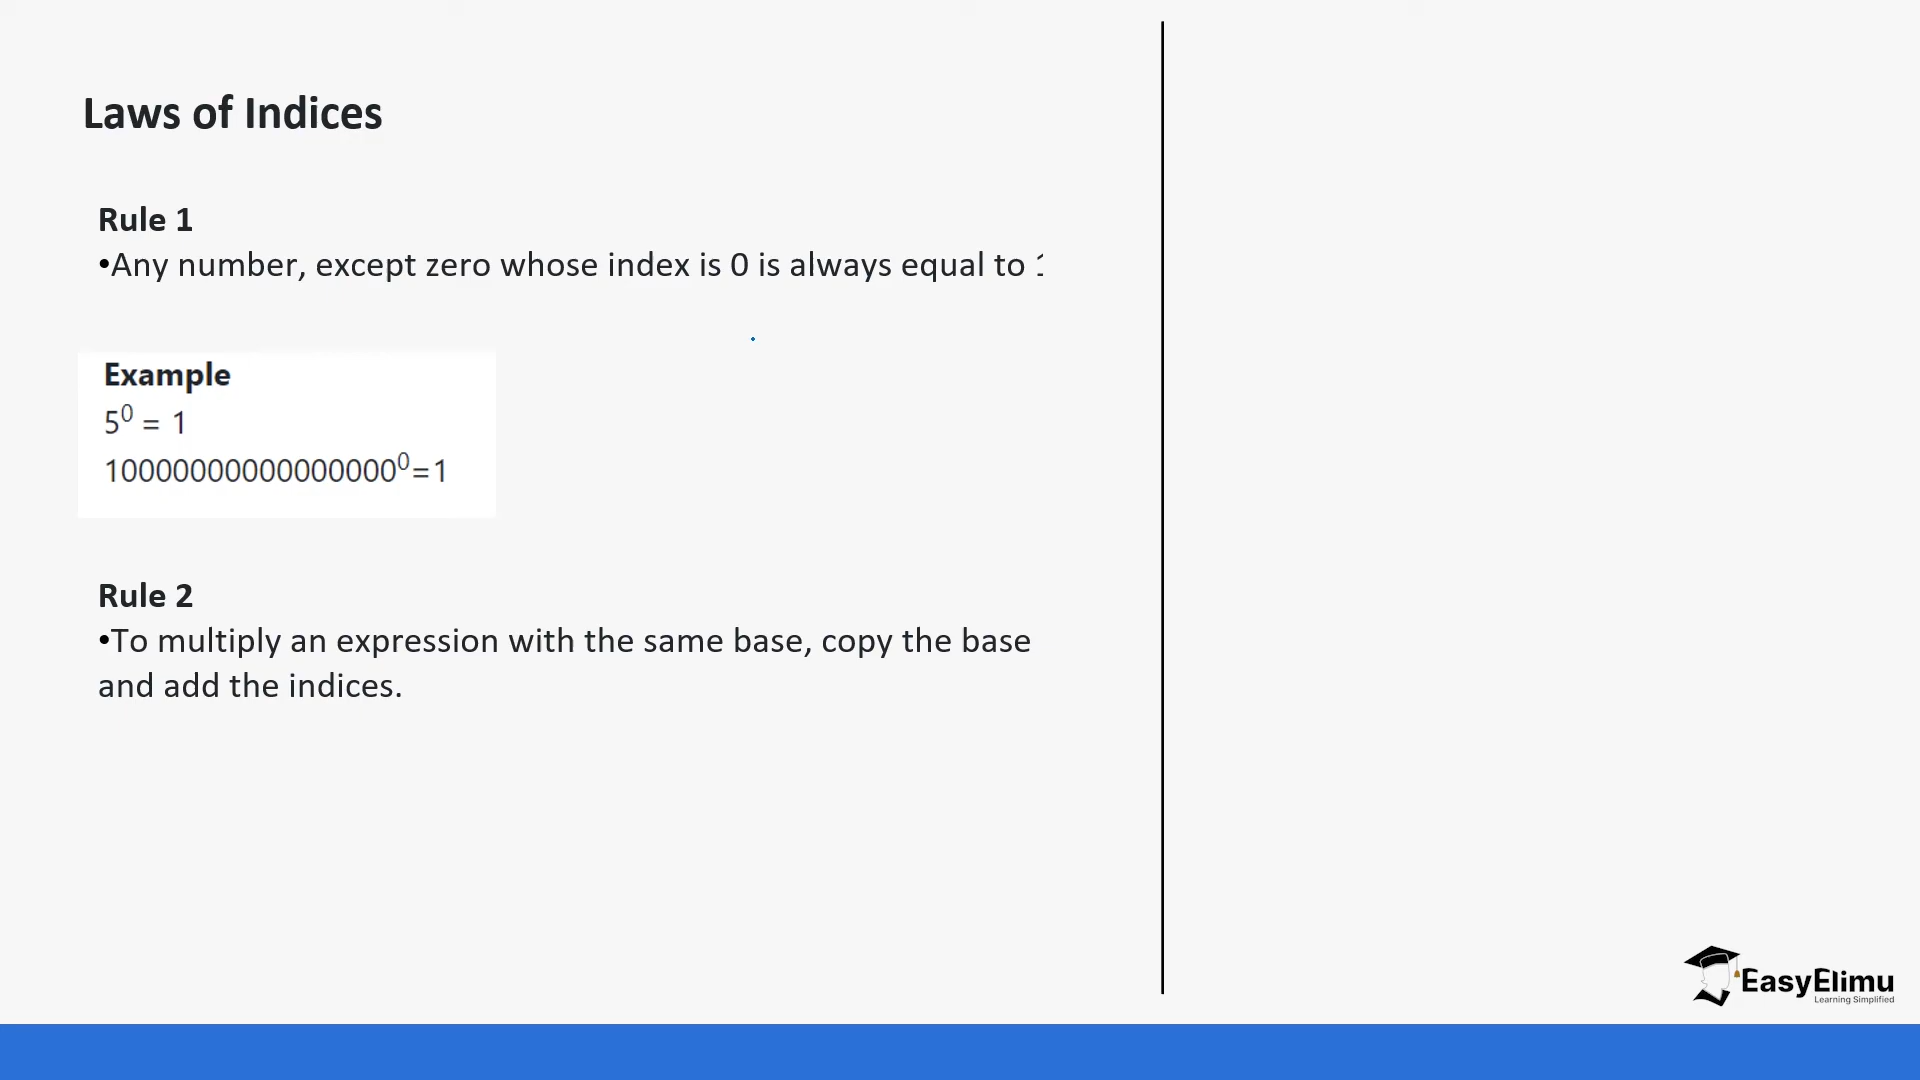 Laws of Indices
Rule 1
•Any number, except zero whose index is 0 is always equal to 1
Example
5⁰ = 1
100000000000000000⁰=1
Rule 2
•To multiply an expression with the same base, copy the base
and add the indices.
EasyElimu
Learning Simplified